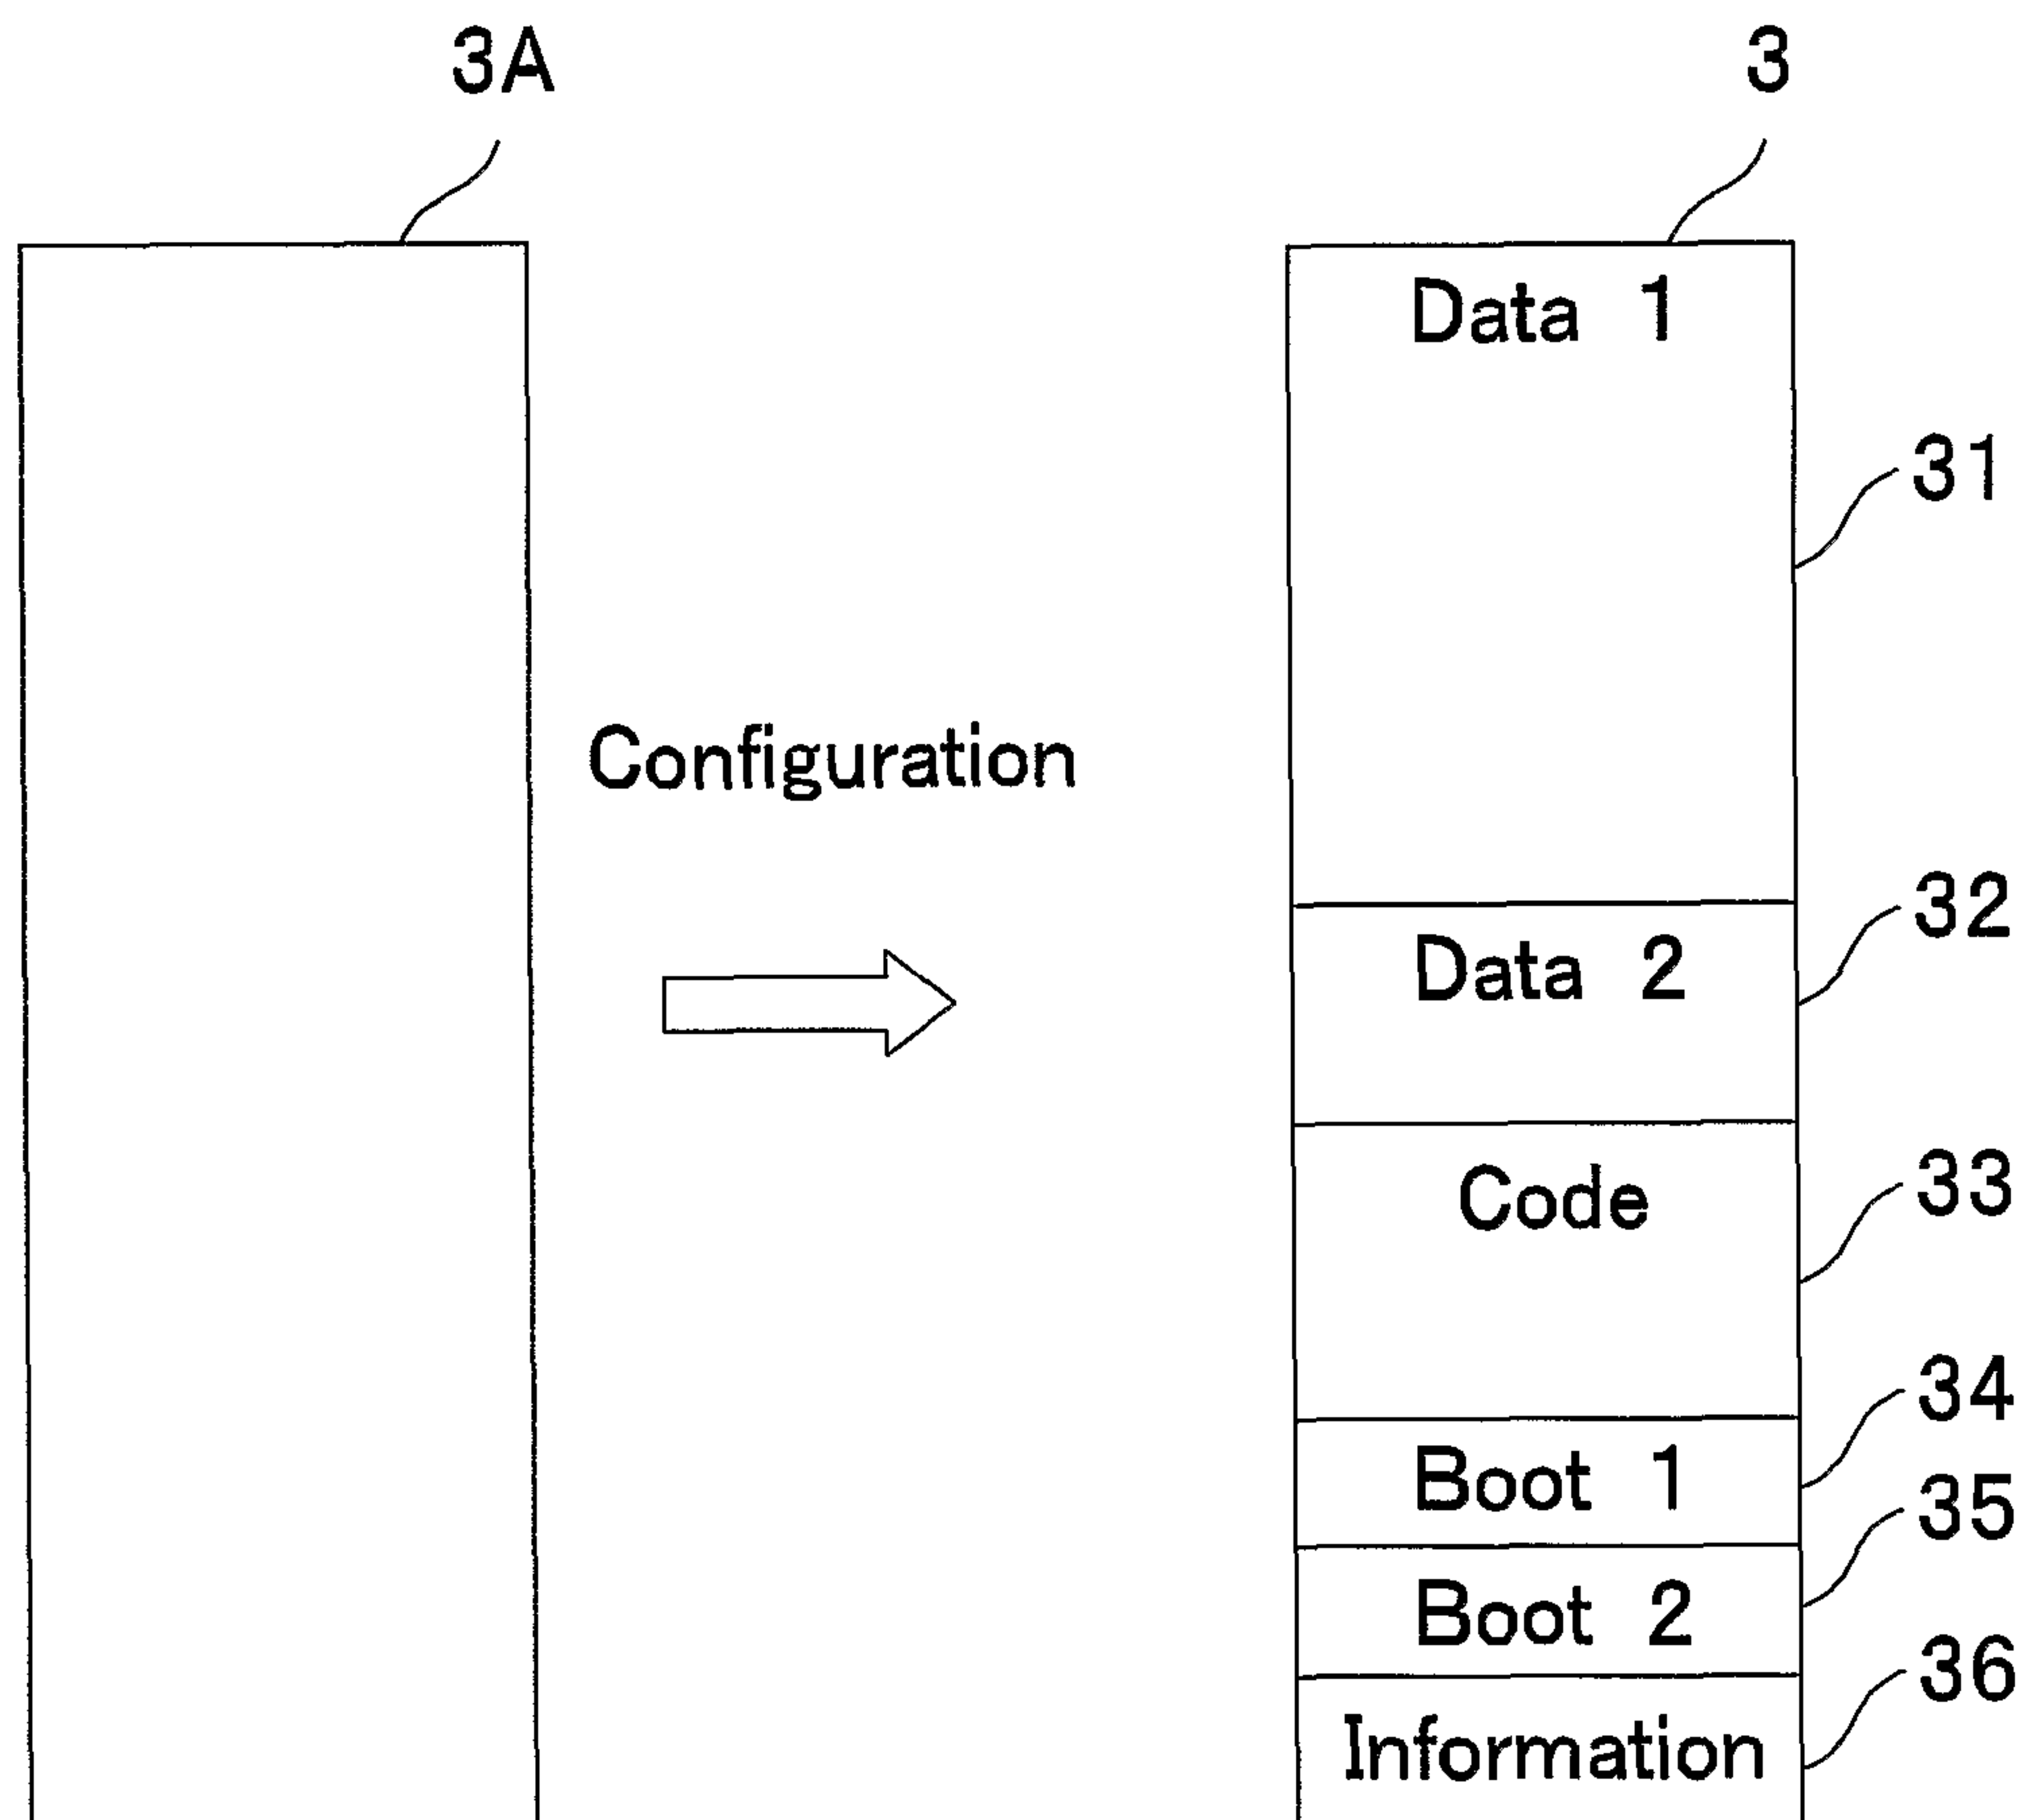 3A
3
Data 1
31
Configuration
32
Data 2
33
Code
34
Boot 1
35
Boot 2
36
Information